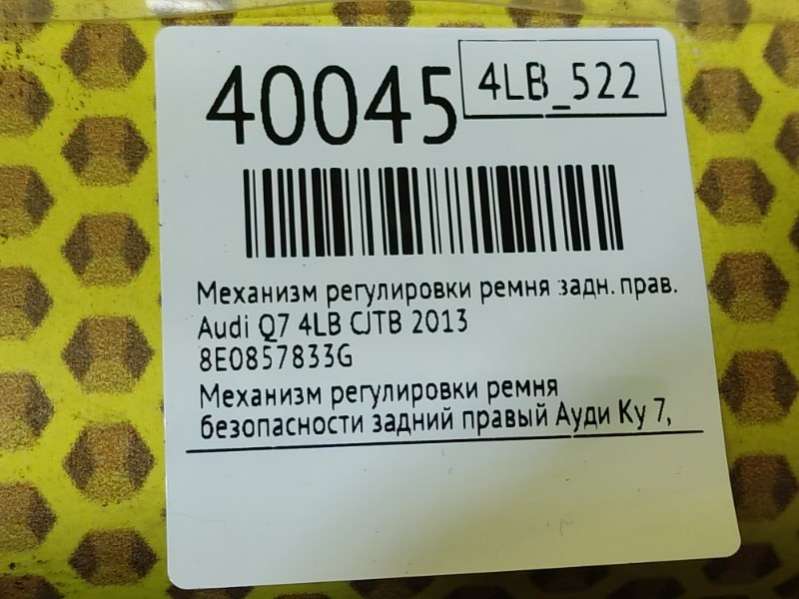 40045
4LB_522
Механизм регулировки ремня задн. прав.
Audi Q7 4LB CJTB 2013
8E0857833G
Механизм регулировки ремня
безопасности задний правый Ауди Ку 7,